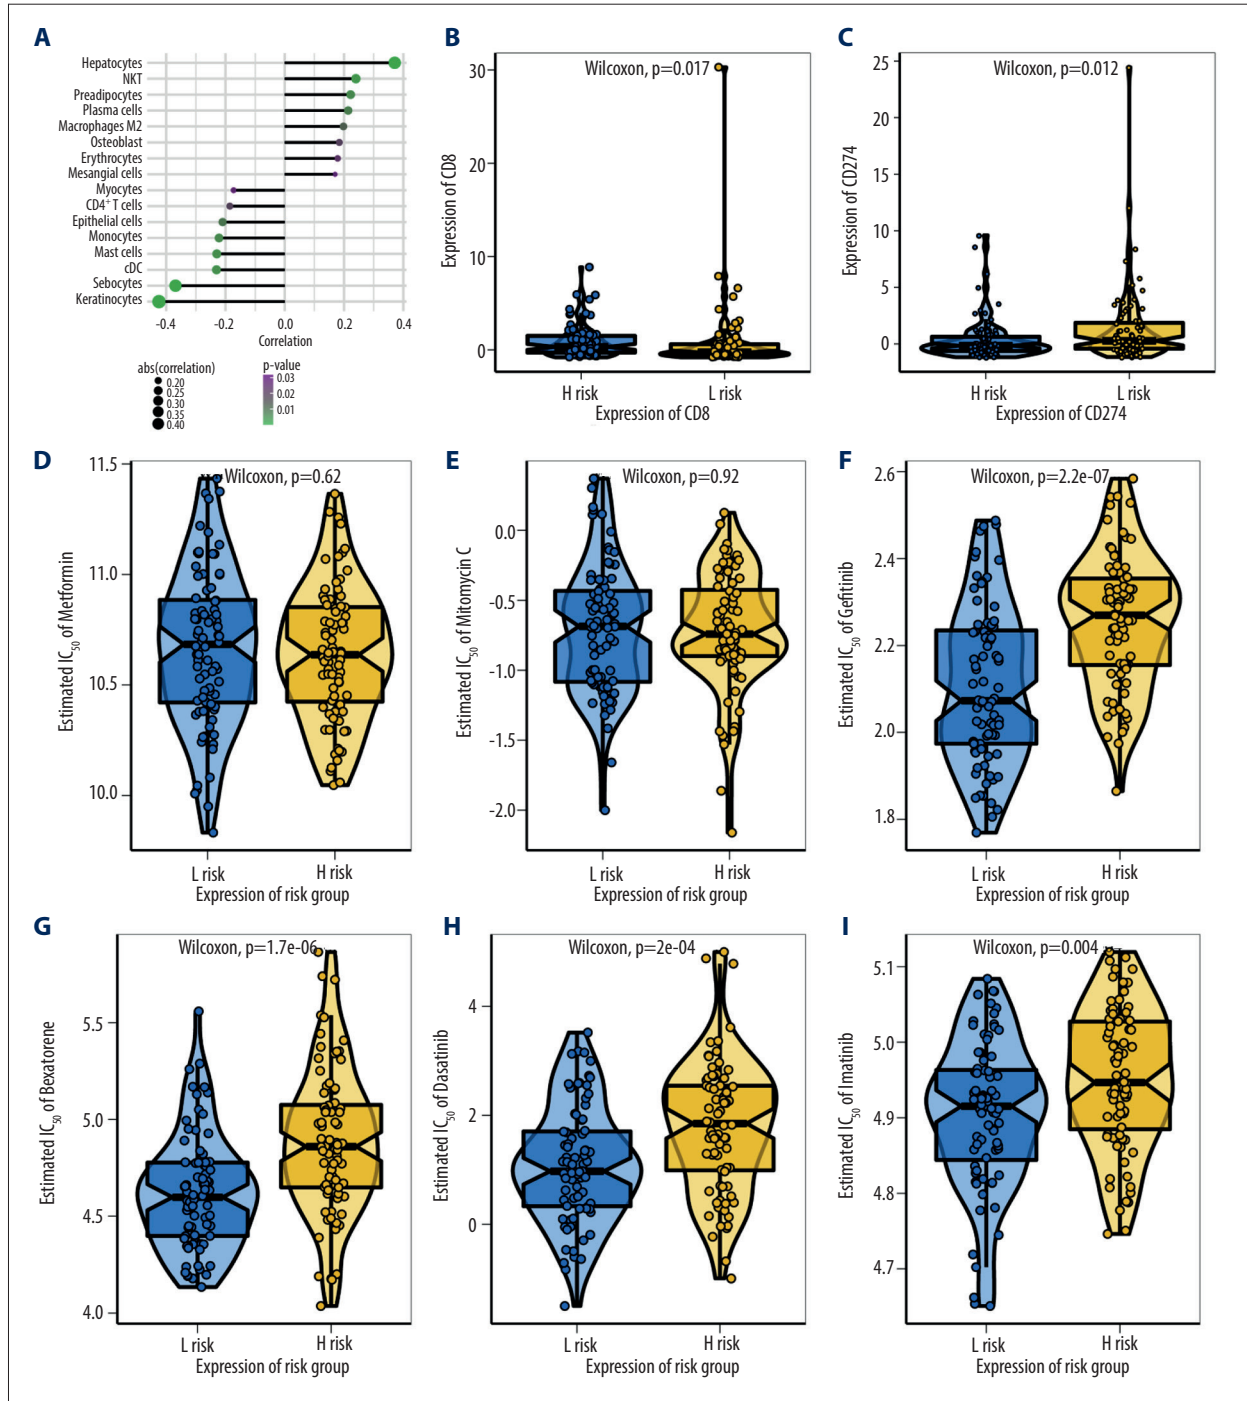 A
Hepatocytes
NKT
Preadipocytes
Plasma cells
Macrophages M2
Osteoblast
Erythrocytes
Mesangial cells
Myocytes
CD4⁺ T cells
Epithelial cells
Monocytes
Mast cells
cDC
Sebocytes
Keratinocytes
-0.4 -0.2 0.0 0.2 0.4
Correlation
abs(correlation)
0.20
0.25
0.30
0.35
0.40
p-value
0.03
0.02
0.01
B
Wilcoxon, p=0.017
Expression of CD8
30
20
10
0
H risk L risk
Expression of CD8
C
Wilcoxon, p=0.012
Expression of CD274
25
20
15
10
5
0
H risk L risk
Expression of CD274
D
Wilcoxon, p=0.62
Estimated IC₅₀ of Metformin
11.5
11.0
10.5
10.0
L risk H risk
Expression of risk group
E
Wilcoxon, p=0.92
Estimated IC₅₀ of Mitomycin C
0.0
-0.5
-1.0
-1.5
-2.0
L risk H risk
Expression of risk group
F
Wilcoxon, p=2.2e-07
Estimated IC₅₀ of Gefitinib
2.6
2.4
2.2
2.0
1.8
L risk H risk
Expression of risk group
G
Wilcoxon, p=1.7e-06
Estimated IC₅₀ of Bexatorene
5.5
5.0
4.5
4.0
L risk H risk
Expression of risk group
H
Wilcoxon, p=2e-04
Estimated IC₅₀ of Dasatinib
4
2
0
L risk H risk
Expression of risk group
I
Wilcoxon, p=0.004
Estimated IC₅₀ of Imatinib
5.1
5.0
4.9
4.8
4.7
L risk H risk
Expression of risk group